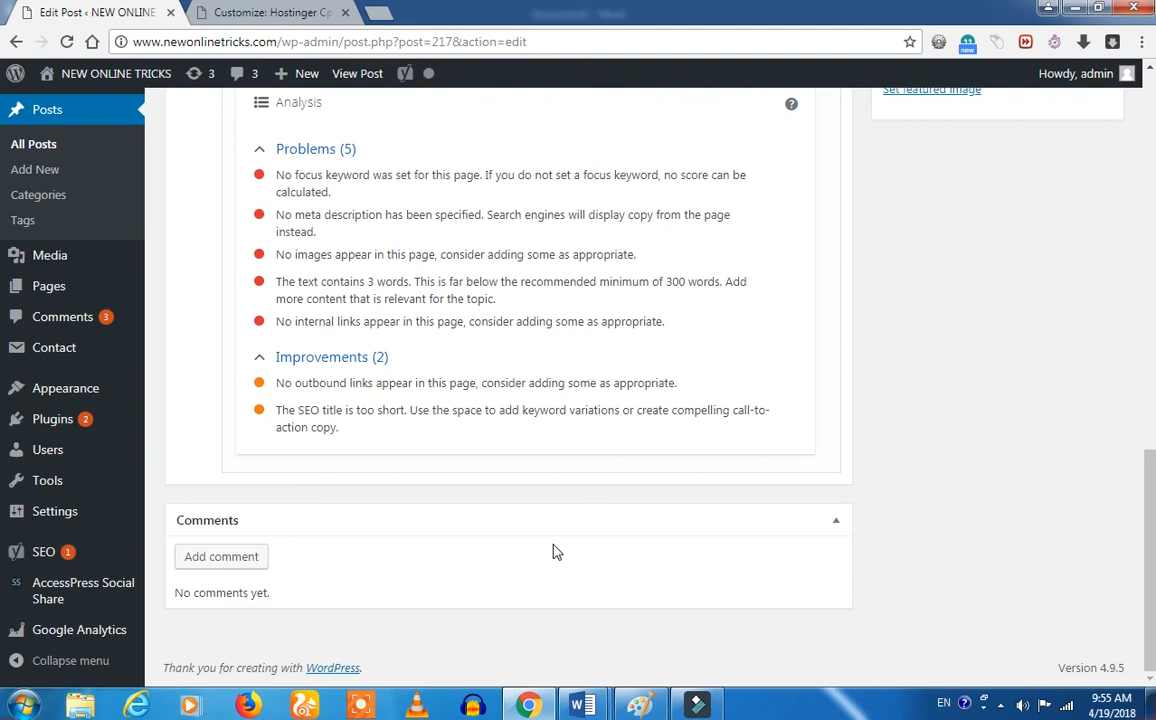 Edit Post ‹ NEW ONLINE
Customize: Hostinger Cp
www.newonlinetricks.com/wp-admin/post.php?post=217&action=edit
new
NEW ONLINE TRICKS
3
3
New
View Post
Howdy, admin
Posts
All Posts
Add New
Categories
Tags
Media
Pages
Comments 3
Contact
Appearance
Plugins 2
Users
Tools
Settings
SEO 1
AccessPress Social
Share
Google Analytics
Collapse menu
Set featured image
Analysis
?
Problems (5)
No focus keyword was set for this page. If you do not set a focus keyword, no score can be
calculated.
No meta description has been specified. Search engines will display copy from the page
instead.
No images appear in this page, consider adding some as appropriate.
The text contains 3 words. This is far below the recommended minimum of 300 words. Add
more content that is relevant for the topic.
No internal links appear in this page, consider adding some as appropriate.
Improvements (2)
No outbound links appear in this page, consider adding some as appropriate.
The SEO title is too short. Use the space to add keyword variations or create compelling call-to-
action copy.
Comments
Add comment
No comments yet.
Thank you for creating with WordPress.
Version 4.9.5
EN
9:55 AM
4/19/2018